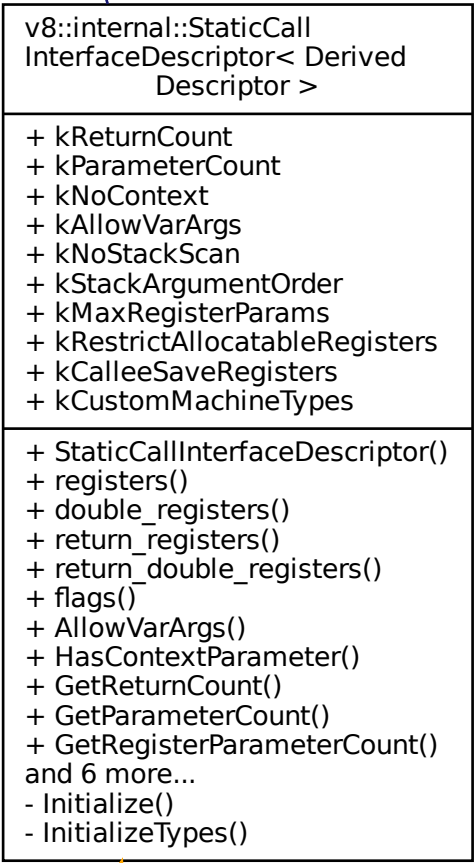 v8::internal::StaticCall
InterfaceDescriptor< Derived
Descriptor >
+ kReturnCount
+ kParameterCount
+ kNoContext
+ kAllowVarArgs
+ kNoStackScan
+ kStackArgumentOrder
+ kMaxRegisterParams
+ kRestrictAllocatableRegisters
+ kCalleeSaveRegisters
+ kCustomMachineTypes
+ StaticCallInterfaceDescriptor()
+ registers()
+ double_registers()
+ return_registers()
+ return_double_registers()
+ flags()
+ AllowVarArgs()
+ HasContextParameter()
+ GetReturnCount()
+ GetParameterCount()
+ GetRegisterParameterCount()
and 6 more...
- Initialize()
- InitializeTypes()